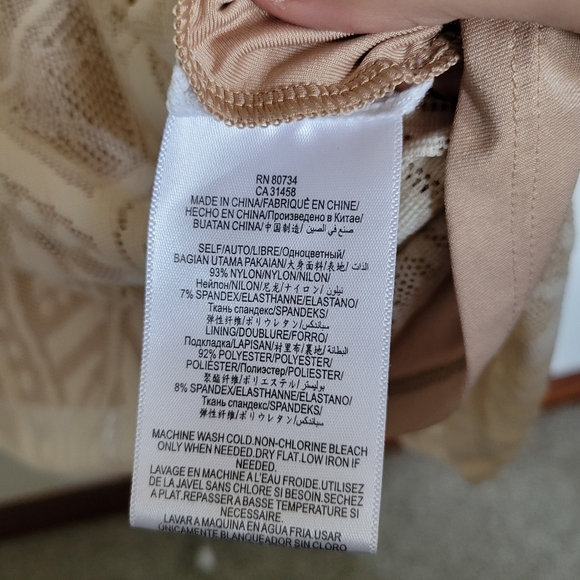 RN 80734
CA 31458
MADE IN CHINA/FABRIQUÉ EN CHINE/
HECHO EN CHINA/Произведено в Китае/
BUATAN CHINA/中国制造/ صنع في الصين
SELF/AUTO/LIBRE/Одноцветный/
BAGIAN UTAMA PAKAIAN/大身面料/表地/ الذات
93% NYLON/NYLON/NILON/
Нейлон/NILON/尼龙/ナイロン/ نيلون
7% SPANDEX/ELASTHANNE/ELASTANO/
Ткань спандекс/SPANDEKS/
弹性纤维/ポリウレタン/ سباندكس
LINING/DOUBLURE/FORRO/
Подкладка/LAPISAN/衬里布/裏地/ البطانة
92% POLYESTER/POLYESTER/
POLIÉSTER/Полиэстер/POLIESTER/
聚酯纤维/ポリエステル/ بوليستر
8% SPANDEX/ELASTHANNE/ELASTANO/
Ткань спандекс/SPANDEKS/
弹性纤维/ポリウレタン/ سباندكس
MACHINE WASH COLD.NON-CHLORINE BLEACH
ONLY WHEN NEEDED.DRY FLAT.LOW IRON IF
NEEDED.
LAVAGE EN MACHINE À L'EAU FROIDE.UTILISEZ
DE LA JAVEL SANS CHLORE SI BESOIN.SECHEZ
A PLAT.REPASSER A BASSE TEMPERATURE SI
NECESSAIRE.
LAVAR A MAQUINA EN AGUA FRIA.USAR
ÚNICAMENTE BLANQUEADOR SIN CLORO